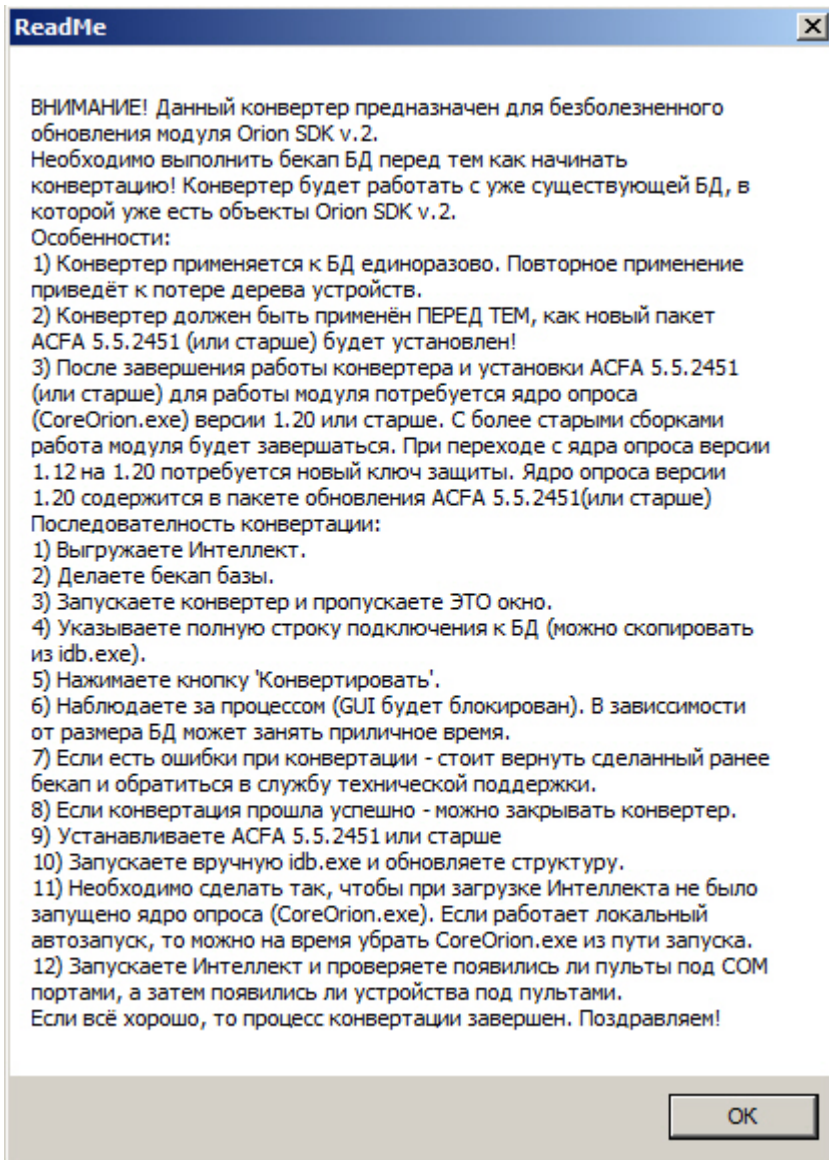 ReadMe
ВНИМАНИЕ! Данный конвертер предназначен для безболезненного
обновления модуля Orion SDK v.2.
Необходимо выполнить бекап БД перед тем как начинать
конвертацию! Конвертер будет работать с уже существующей БД, в
которой уже есть объекты Orion SDK v.2.
Особенности:
1) Конвертер применяется к БД единоразово. Повторное применение
приведёт к потере дерева устройств.
2) Конвертер должен быть применён ПЕРЕД ТЕМ, как новый пакет
ACFA 5.5.2451 (или старше) будет установлен!
3) После завершения работы конвертера и установки ACFA 5.5.2451
(или старше) для работы модуля потребуется ядро опроса
(CoreOrion.exe) версии 1.20 или старше. С более старыми сборками
работа модуля будет завершаться. При переходе с ядра опроса версии
1.12 на 1.20 потребуется новый ключ защиты. Ядро опроса версии
1.20 содержится в пакете обновления ACFA 5.5.2451(или старше)
Последователность конвертации:
1) Выгружаете Интеллект.
2) Делаете бекап базы.
3) Запускаете конвертер и пропускаете ЭТО окно.
4) Указываете полную строку подключения к БД (можно скопировать
из idb.exe).
5) Нажимаете кнопку 'Конвертировать'.
6) Наблюдаете за процессом (GUI будет блокирован). В зависсимости
от размера БД может занять приличное время.
7) Если есть ошибки при конвертации - стоит вернуть сделанный ранее
бекап и обратиться в службу технической поддержки.
8) Если конвертация прошла успешно - можно закрывать конвертер.
9) Устанавливаете ACFA 5.5.2451 или старше
10) Запускаете вручную idb.exe и обновляете структуру.
11) Необходимо сделать так, чтобы при загрузке Интеллекта не было
запущено ядро опроса (CoreOrion.exe). Если работает локальный
автозапуск, то можно на время убрать CoreOrion.exe из пути запуска.
12) Запускаете Интеллект и проверяете появились ли пульты под COM
портами, а затем появились ли устройства под пультами.
Если всё хорошо, то процесс конвертации завершен. Поздравляем!
OK